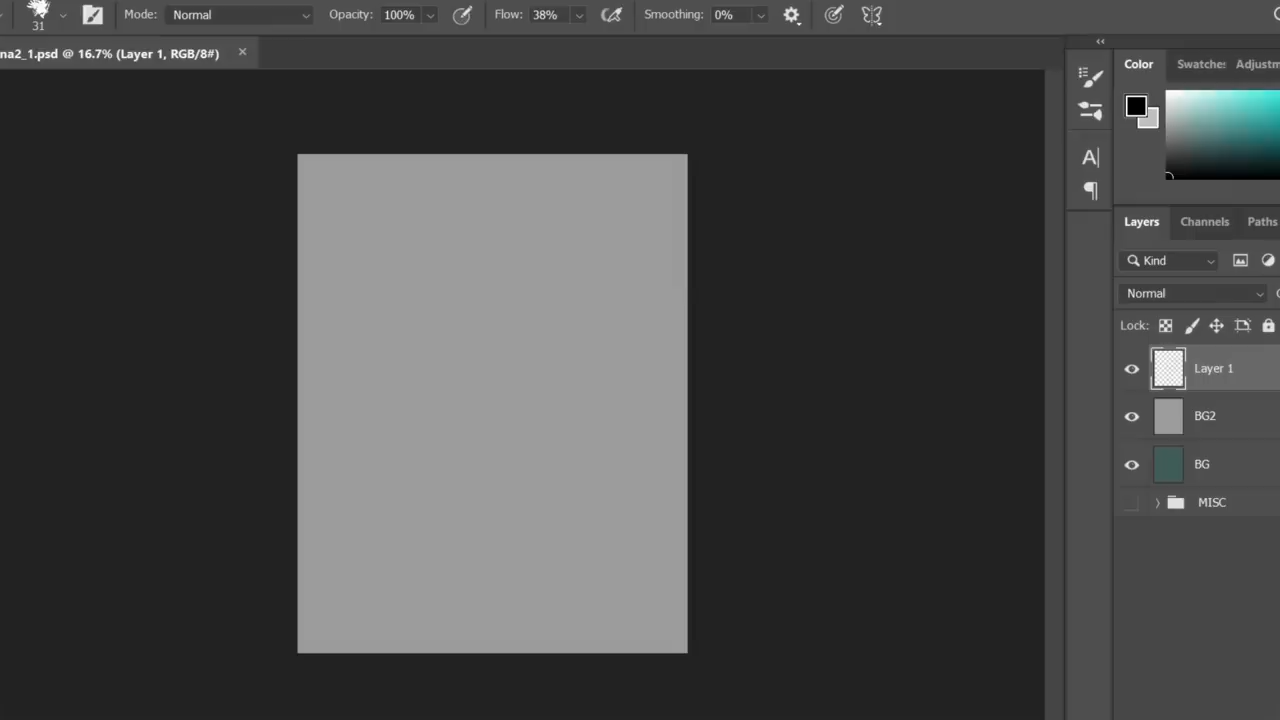 31 Mode: Normal Opacity: 100% Flow: 38% Smoothing: 0%
na2_1.psd @ 16.7% (Layer 1, RGB/8#)
Color Swatches Adjustm
Layers Channels Paths
Kind
Normal
Lock:
Layer 1
BG2
BG
MISC